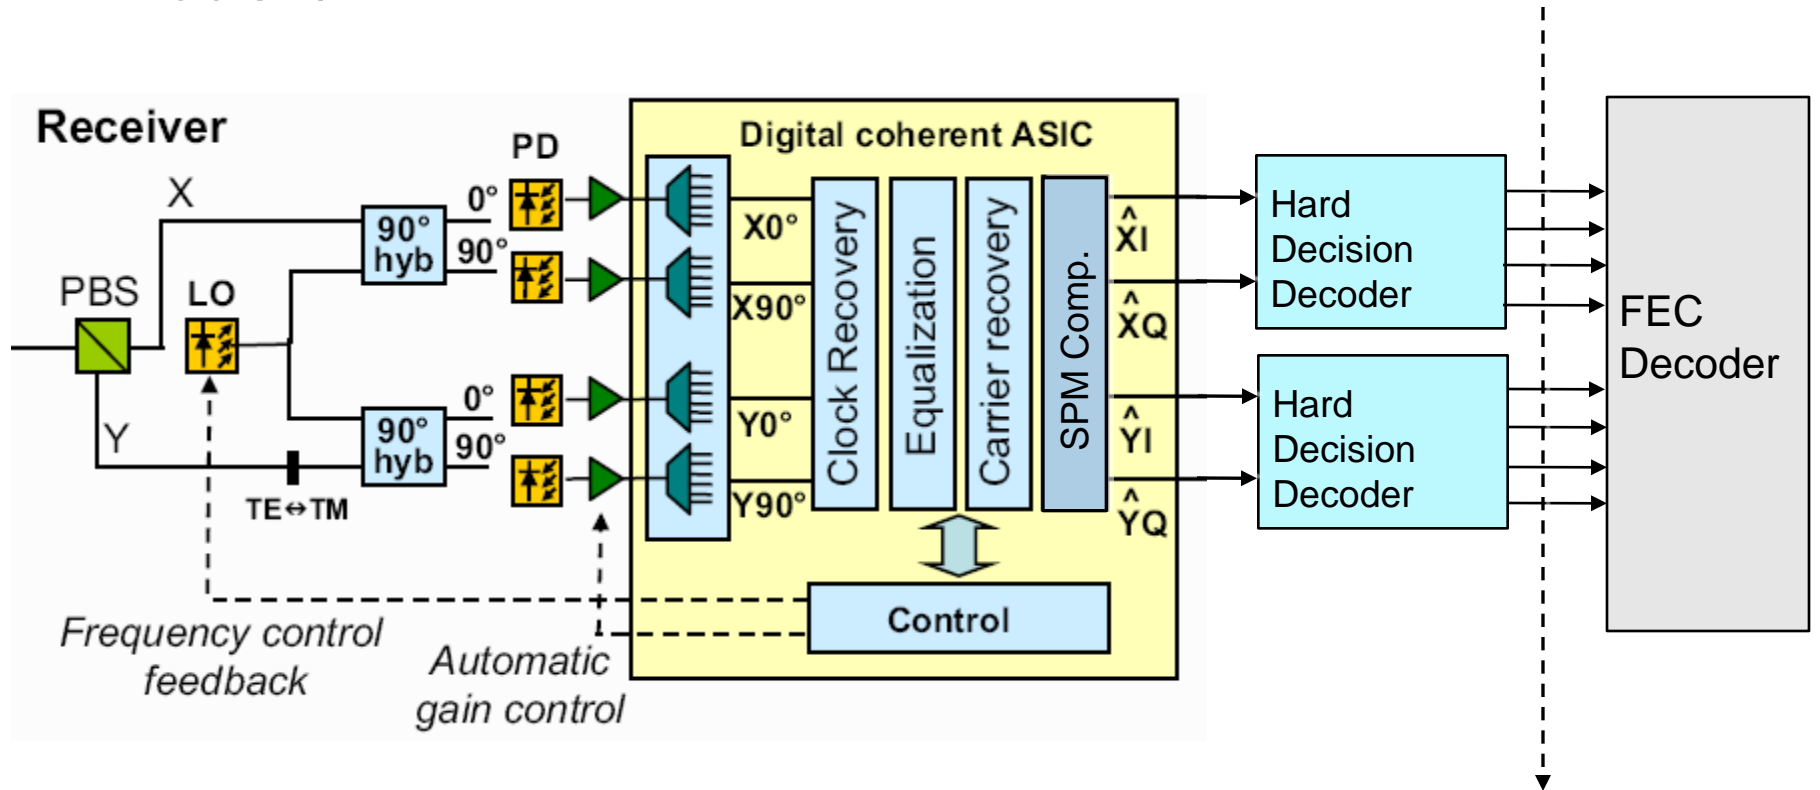 Receiver
X
PBS
LO
Y
TE↔TM
90°
hyb
0°
90°
90°
hyb
0°
90°
PD
Frequency control
feedback
Automatic
gain control
Digital coherent ASIC
X0°
X90°
Y0°
Y90°
Clock Recovery
Equalization
Carrier recovery
SPM Comp.
Control
X̂I
X̂Q
ŶI
ŶQ
Hard
Decision
Decoder
Hard
Decision
Decoder
FEC
Decoder